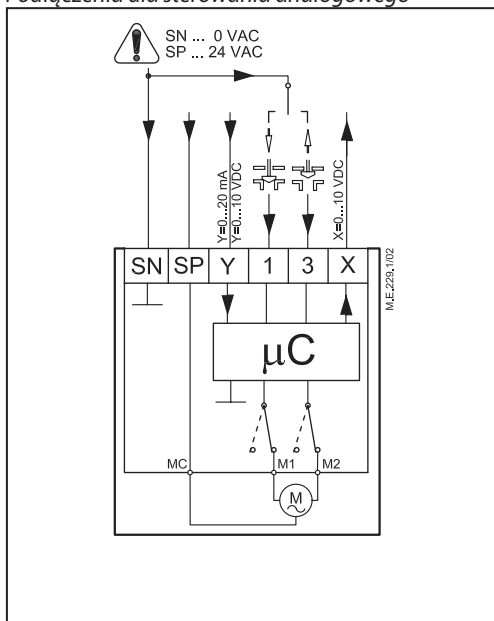 Podłączenia dla sterowania analogowego
SN ... 0 VAC
SP ... 24 VAC
Y=0...20 mA
Y=0...10 VDC
X=0...10 VDC
M.E.229.1/02
SN SP Y 1 3 X
μC
MC M1 M2
M